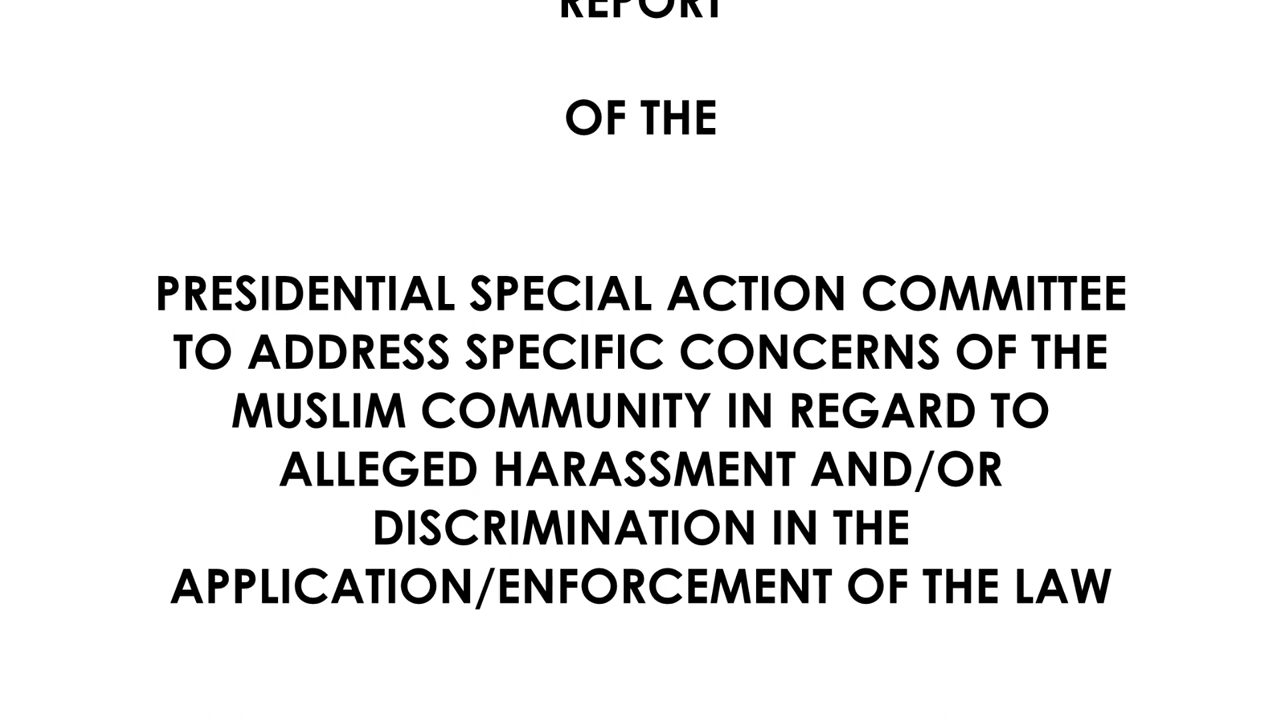 REPORT
OF THE
PRESIDENTIAL SPECIAL ACTION COMMITTEE
TO ADDRESS SPECIFIC CONCERNS OF THE
MUSLIM COMMUNITY IN REGARD TO
ALLEGED HARASSMENT AND/OR
DISCRIMINATION IN THE
APPLICATION/ENFORCEMENT OF THE LAW